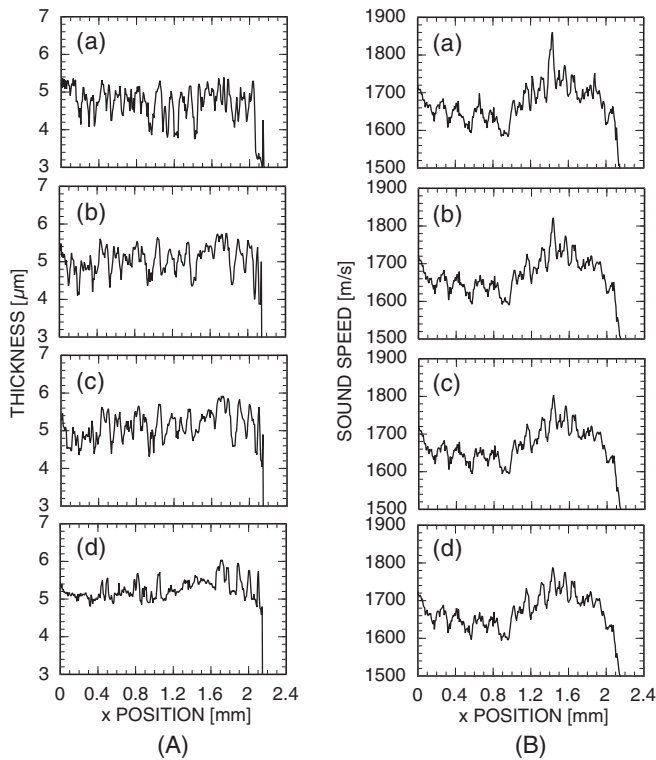 7
(a)
6
5
4
3
7
(b)
6
5
4
3
7
(c)
6
5
4
3
7
(d)
6
5
4
3
0 0.4 0.8 1.2 1.6 2 2.4
THICKNESS [μm]
x POSITION [mm]
(A)
1900
(a)
1800
1700
1600
1500
1900
(b)
1800
1700
1600
1500
1900
(c)
1800
1700
1600
1500
1900
(d)
1800
1700
1600
1500
0 0.4 0.8 1.2 1.6 2 2.4
SOUND SPEED [m/s]
x POSITION [mm]
(B)